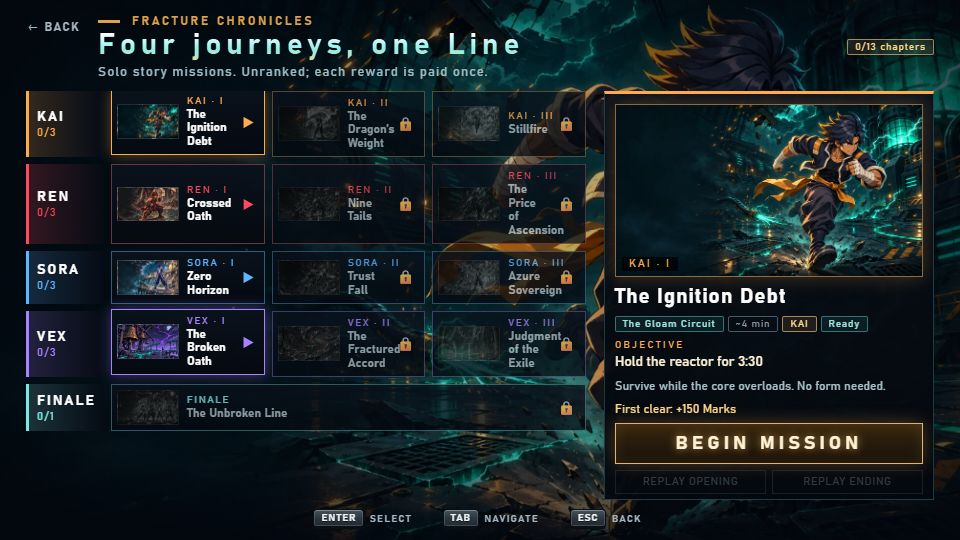 ← BACK
FRACTURE CHRONICLES
Four journeys, one Line
Solo story missions. Unranked; each reward is paid once.
0/13 chapters
KAI
0/3
KAI · I
The
Ignition
Debt
KAI · II
The
Dragon's
Weight
KAI · III
Stillfire
REN
0/3
REN · I
Crossed
Oath
REN · II
Nine
Tails
REN · III
The
Price
of
Ascension
SORA
0/3
SORA · I
Zero
Horizon
SORA · II
Trust
Fall
SORA · III
Azure
Sovereign
VEX
0/3
VEX · I
The
Broken
Oath
VEX · II
The
Fractured
Accord
VEX · III
Judgment
of the
Exile
FINALE
0/1
FINALE
The Unbroken Line
KAI · I
The Ignition Debt
The Gloam Circuit
~4 min
KAI
Ready
OBJECTIVE
Hold the reactor for 3:30
Survive while the core overloads. No form needed.
First clear: +150 Marks
BEGIN MISSION
REPLAY OPENING
REPLAY ENDING
ENTER SELECT
TAB NAVIGATE
ESC BACK